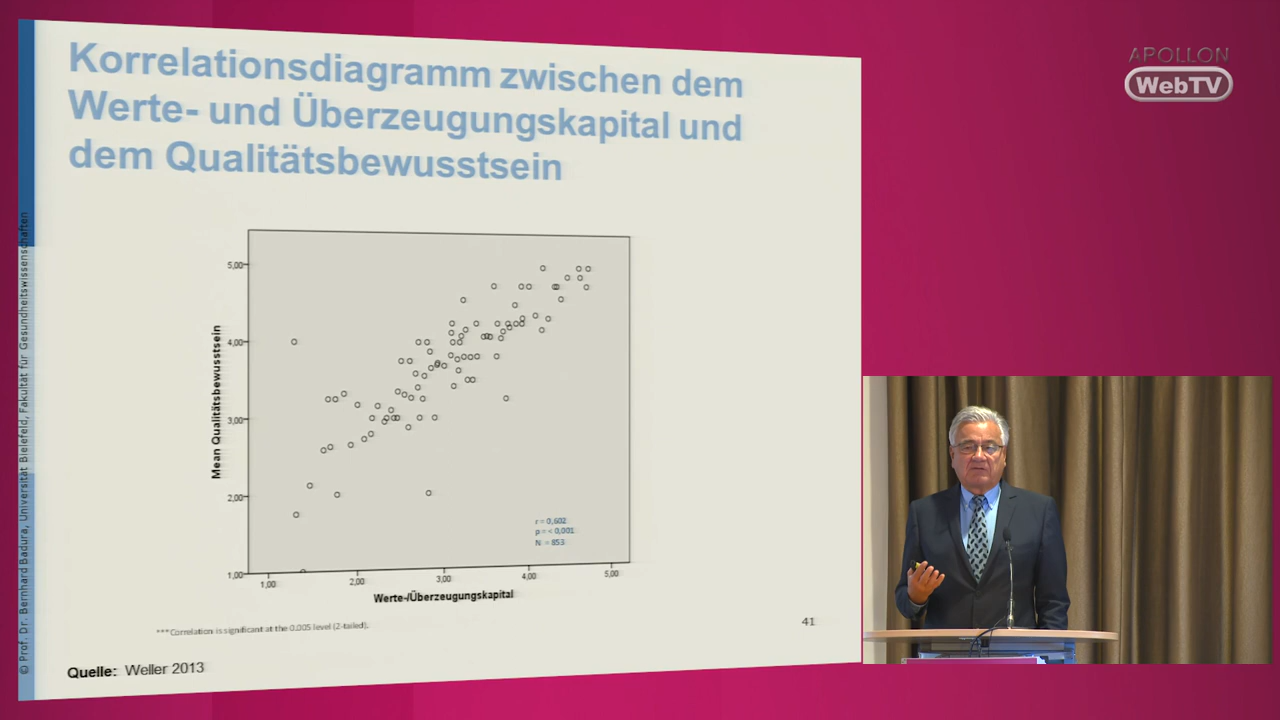 Korrelationsdiagramm zwischen dem
Werte- und Überzeugungskapital und
dem Qualitätsbewusstsein
APOLLON
WebTV
© Prof. Dr. Bernhard Badura, Universität Bielefeld, Fakultät für Gesundheitswissenschaften
Mean Qualitätsbewusstsein
5,00
4,00
3,00
2,00
1,00
r = 0,602
p = < 0,001
N = 853
1,00 2,00 3,00 4,00 5,00
Werte-/Überzeugungskapital
***Correlation is significant at the 0.005 level (2-tailed).
41
Quelle: Weller 2013